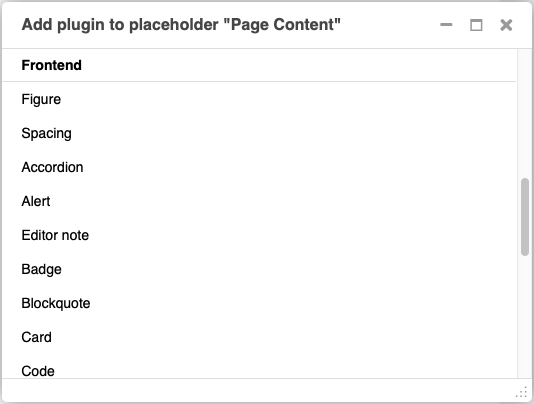 Add plugin to placeholder "Page Content"
Frontend
Figure
Spacing
Accordion
Alert
Editor note
Badge
Blockquote
Card
Code